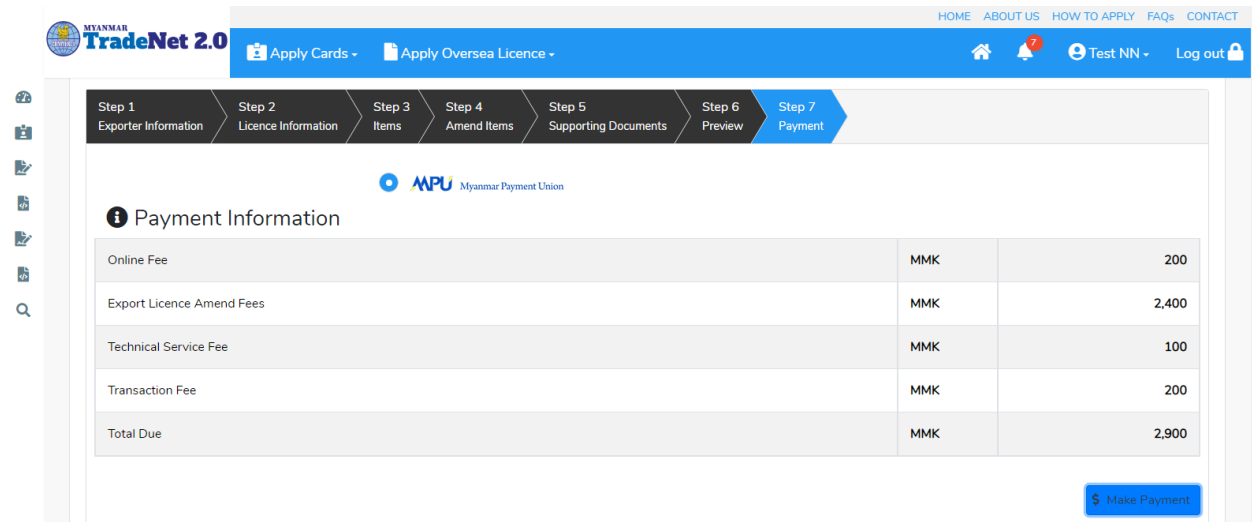 HOME ABOUT US HOW TO APPLY FAQs CONTACT
MYANMAR
TradeNet 2.0
Apply Cards
Apply Oversea Licence
7
Test NN
Log out
Step 1 Step 2 Step 3 Step 4 Step 5 Step 6 Step 7
Exporter Information Licence Information Items Amend Items Supporting Documents Preview Payment
MPU Myanmar Payment Union
Payment Information
Online Fee MMK 200
Export Licence Amend Fees MMK 2,400
Technical Service Fee MMK 100
Transaction Fee MMK 200
Total Due MMK 2,900
$ Make Payment